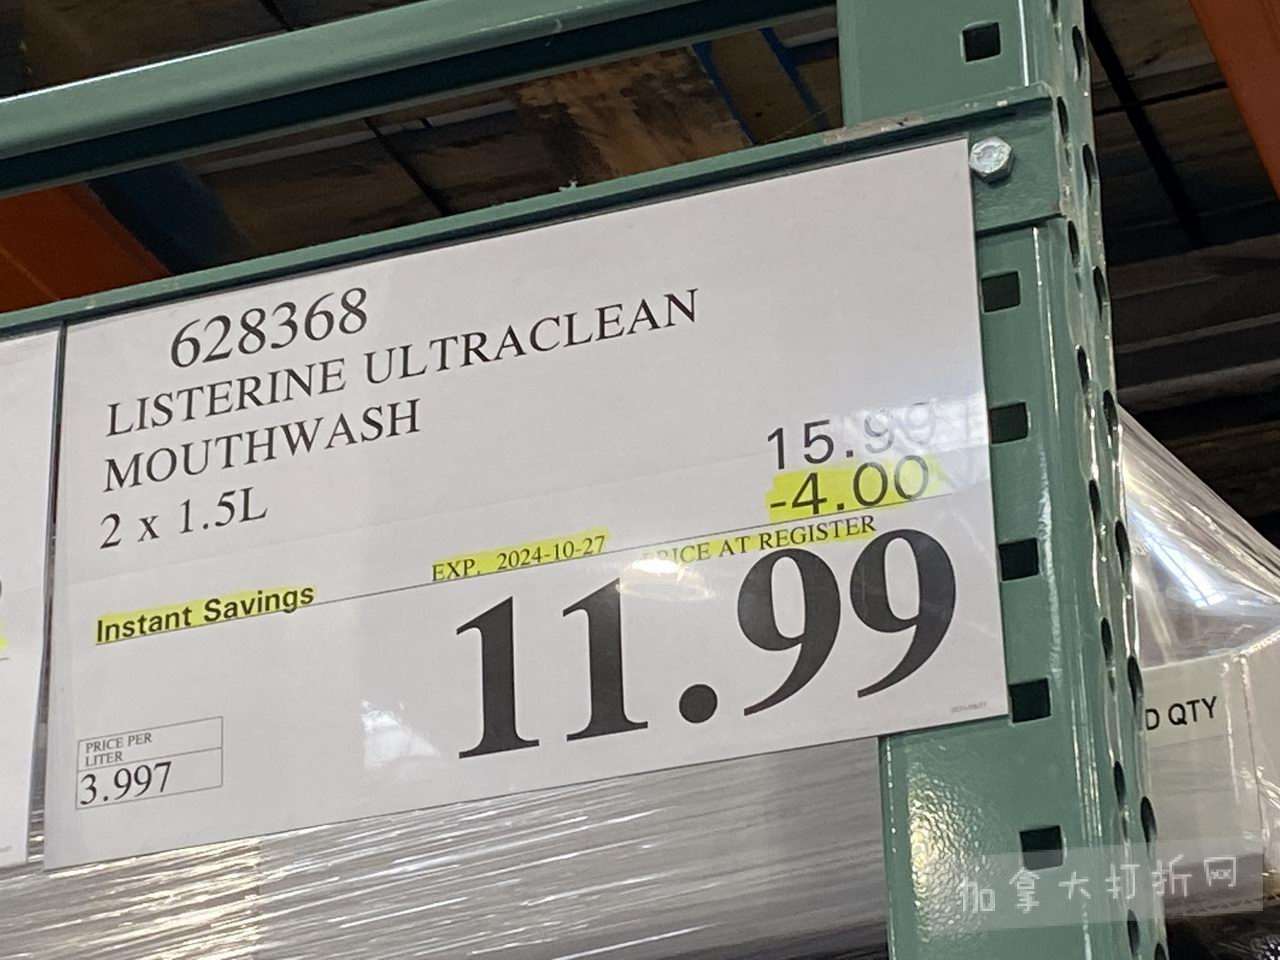 628368
LISTERINE ULTRACLEAN
MOUTHWASH
2 x 1.5L
15.99
-4.00
EXP. 2024-10-27 PRICE AT REGISTER
Instant Savings
11.99
PRICE PER
LITER
3.997
D QTY
加拿大打折网